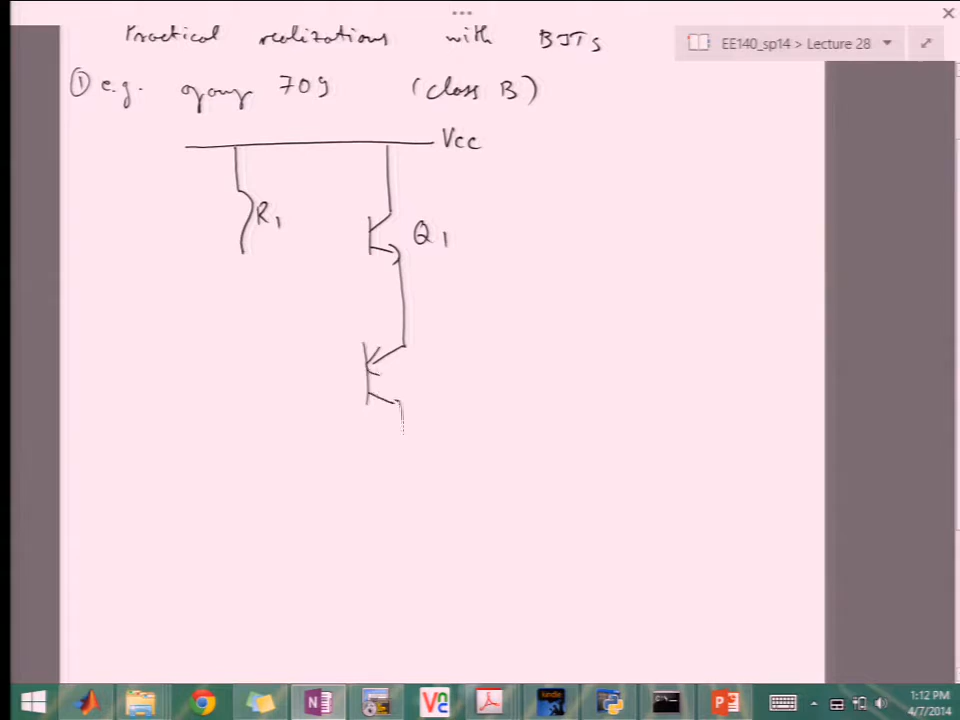 Practical realizations with BJTs
EE140_sp14 > Lecture 28
① e.g. opamp 709 (class B)
Vcc
R1
Q1
1:12 PM
4/7/2014